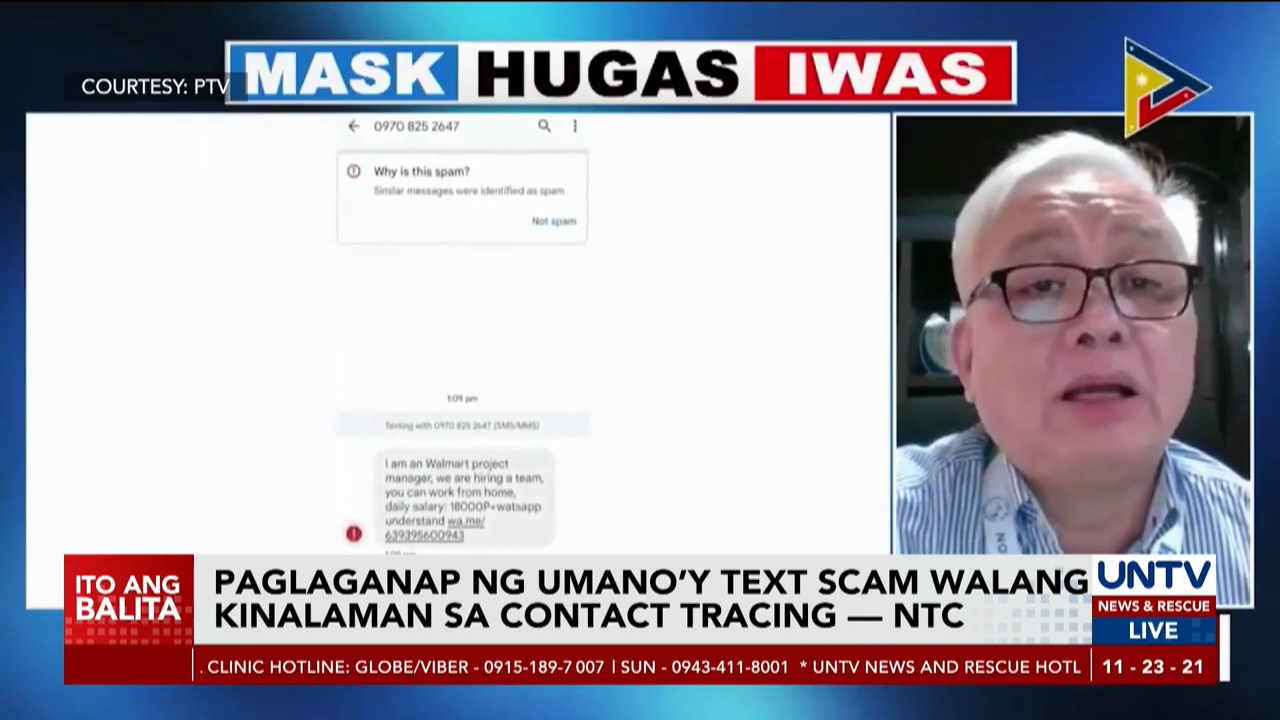 MASK HUGAS IWAS
COURTESY: PTV
0970 825 2647
Why is this spam?
Similar messages were identified as spam
Not spam
1:09 pm
Texting with 0970 825 2647 (SMS/MMS)
I am an Walmart project
manager, we are hiring a team,
you can work from home,
daily salary: 18000P+watsapp
understand wa.me/
639395600943
ITO ANG
BALITA
PAGLAGANAP NG UMANO'Y TEXT SCAM WALANG
KINALAMAN SA CONTACT TRACING — NTC
UNTV
NEWS & RESCUE
LIVE
. CLINIC HOTLINE: GLOBE/VIBER - 0915-189-7007 | SUN - 0943-411-8001 * UNTV NEWS AND RESCUE HOTL
11 - 23 - 21